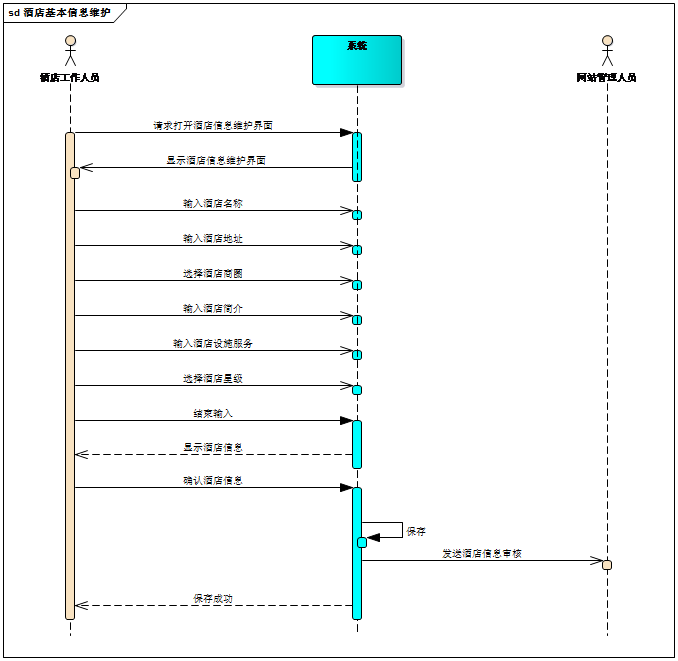 sd 酒店基本信息维护
系统
酒店工作人员
网站管理人员
请求打开酒店信息维护界面
显示酒店信息维护界面
输入酒店名称
输入酒店地址
选择酒店商圈
输入酒店简介
输入酒店设施服务
选择酒店星级
结束输入
显示酒店信息
确认酒店信息
保存
发送酒店信息审核
保存成功